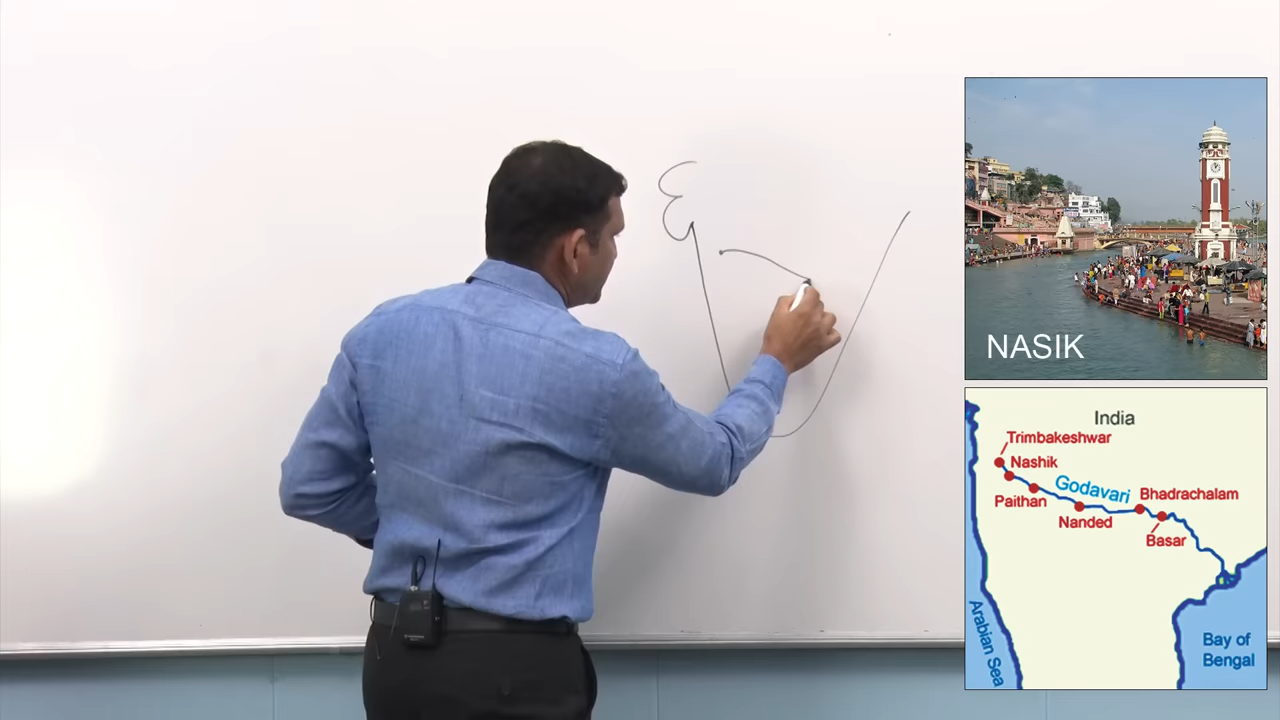 NASIK
India
Trimbakeshwar
Nashik
Godavari
Paithan
Bhadrachalam
Nanded
Basar
Arabian Sea
Bay of
Bengal